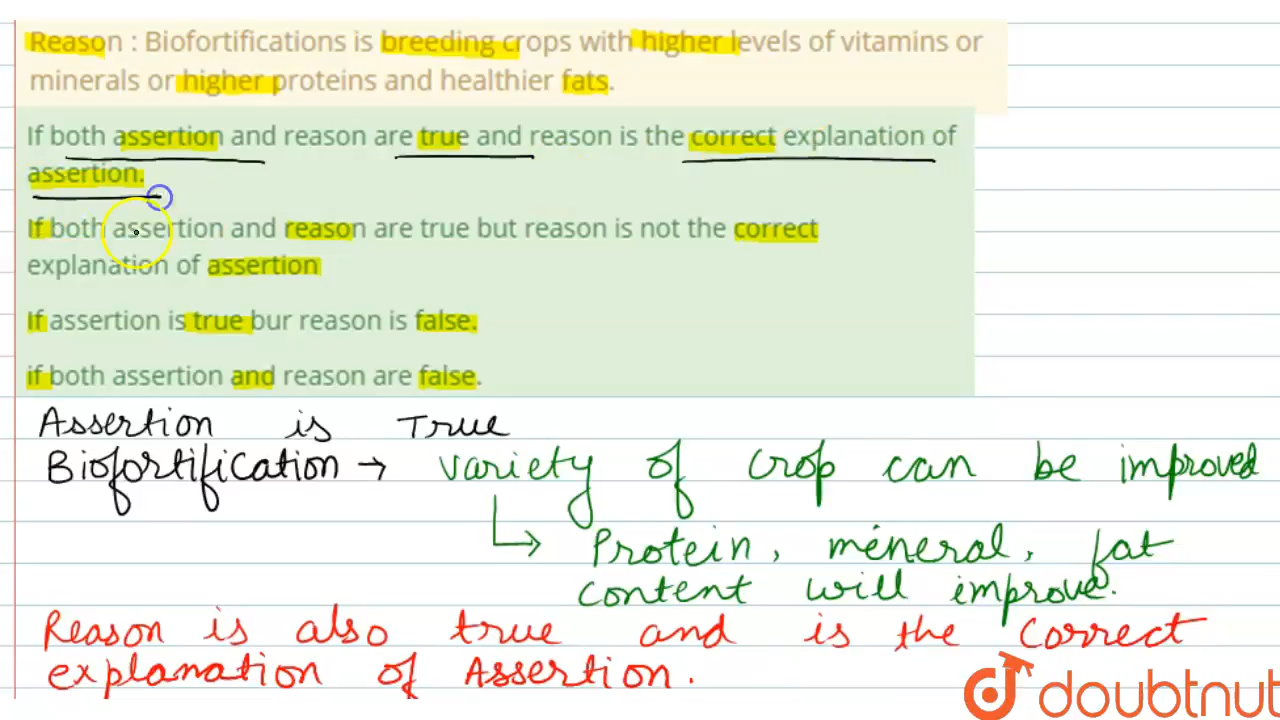 Reason : Biofortifications is breeding crops with higher levels of vitamins or
minerals or higher proteins and healthier fats.
If both assertion and reason are true and reason is the correct explanation of
assertion.
If both assertion and reason are true but reason is not the correct
explanation of assertion
If assertion is true bur reason is false.
if both assertion and reason are false.
Assertion is True
Biofortification → variety of crop can be improved
↳ Protein, mineral, fat
content will improve.
Reason is also true and is the correct
explanation of Assertion.
doubtnut